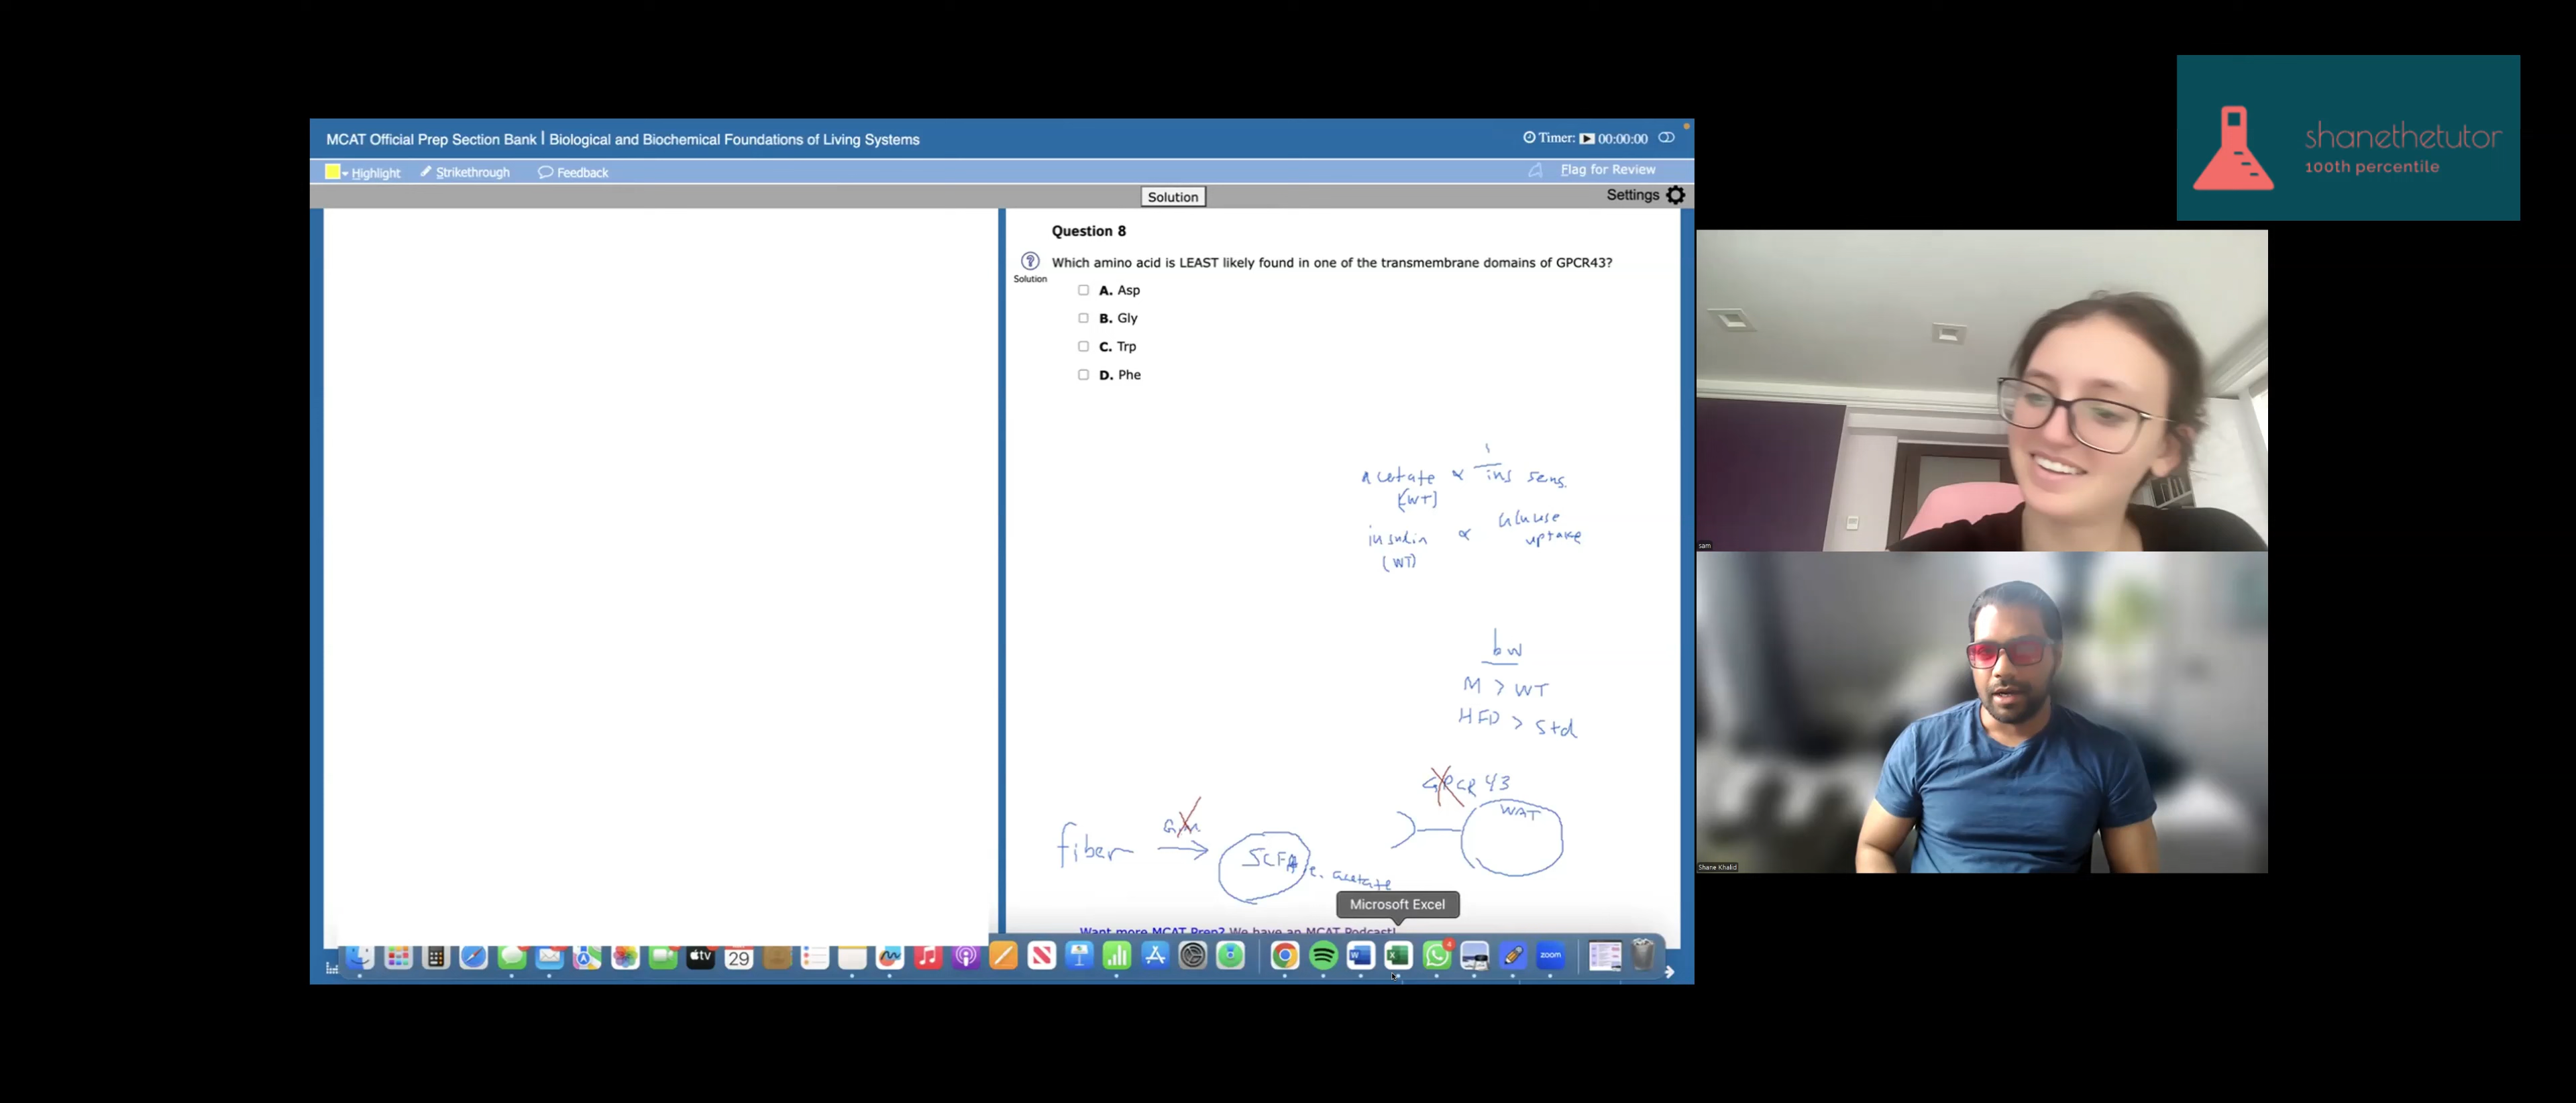 MCAT Official Prep Section Bank | Biological and Biochemical Foundations of Living Systems
Timer: 00:00:00
Highlight
Strikethrough
Feedback
Flag for Review
Solution
Settings
Question 8
Solution
Which amino acid is LEAST likely found in one of the transmembrane domains of GPCR43?
A. Asp
B. Gly
C. Trp
D. Phe
acetate ∝ ins sens.
(WT)
insulin ∝ uptake
(WT)
bw
M > WT
HFD > Std
GPCR 43
WAT
fiber
SCFA i.e. acetate
Microsoft Excel
Want more MCAT Prep? We have an MCAT Podcast!
tv
29
W
X
4
zoom
shanethetutor
100th percentile
sam
Shane Khalid